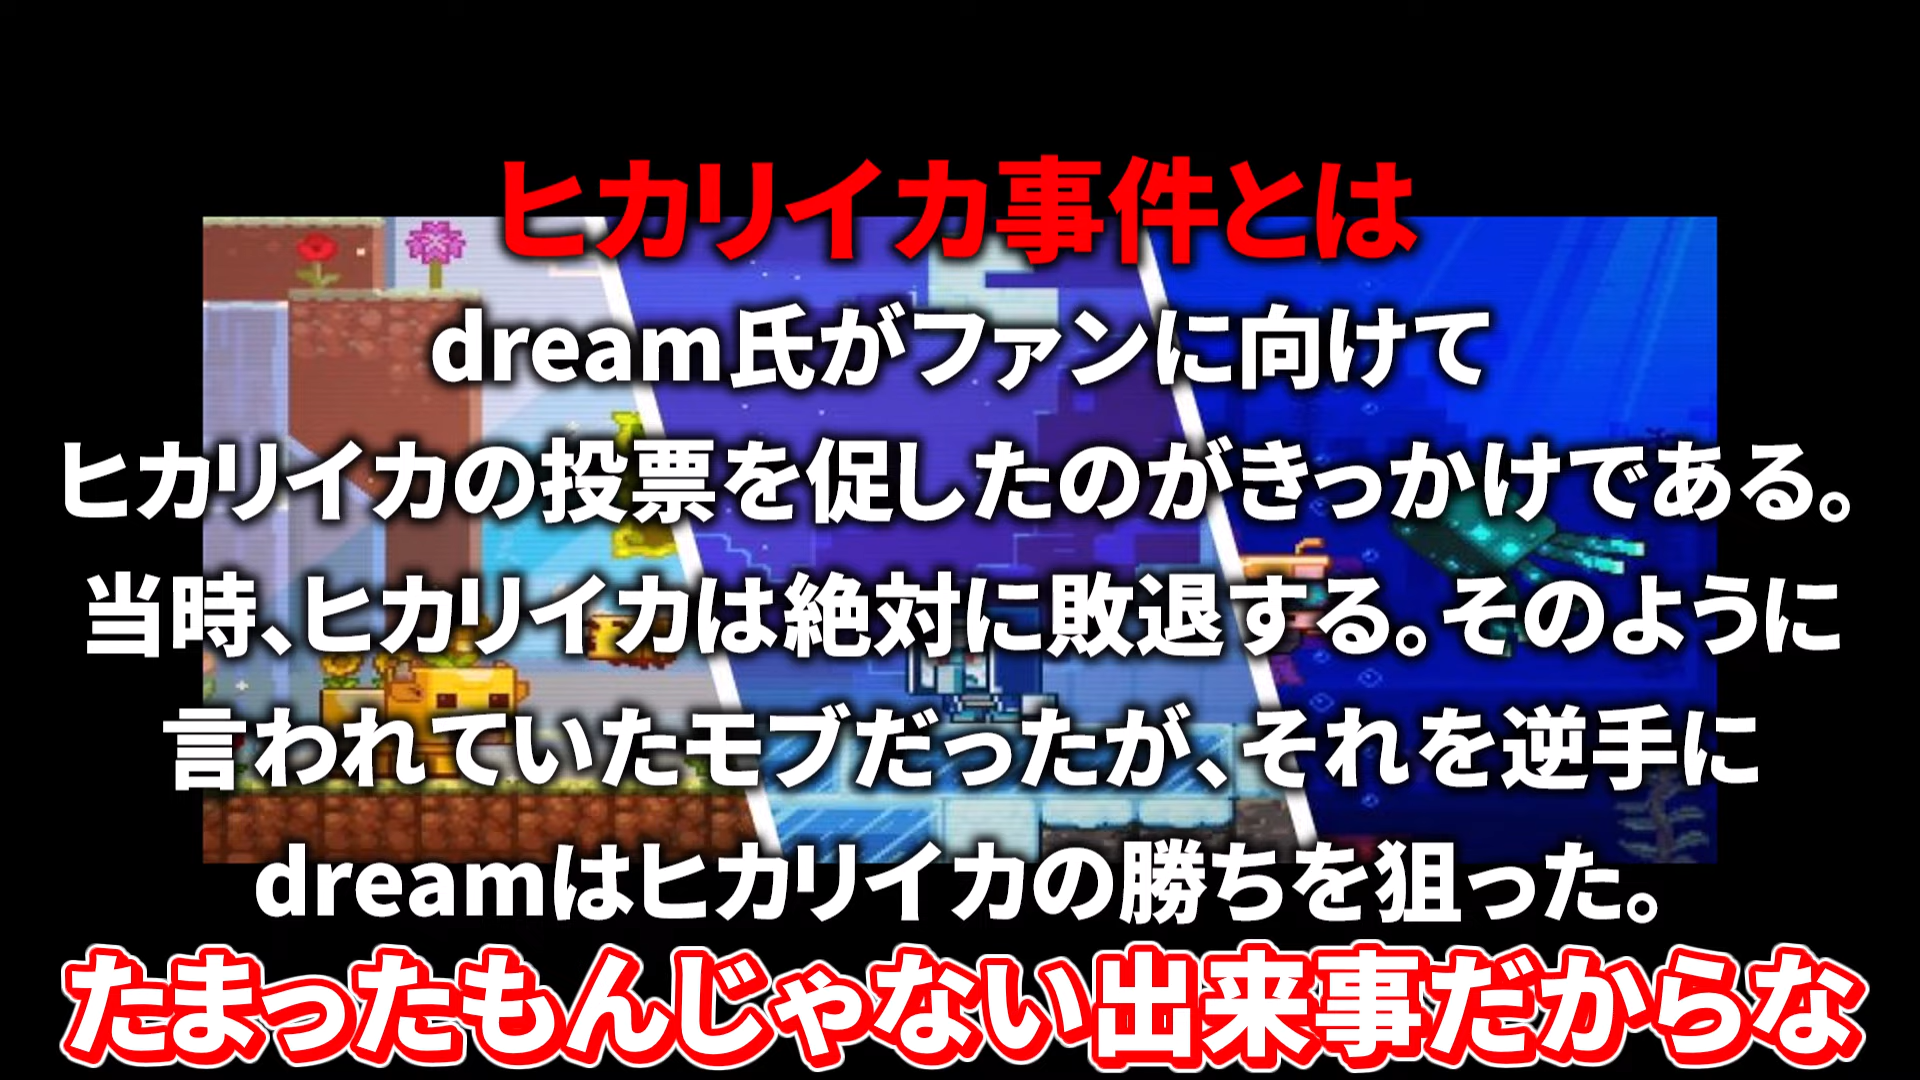 ヒカリイカ事件とは
dream氏がファンに向けて
ヒカリイカの投票を促したのがきっかけである。
当時、ヒカリイカは絶対に敗退する。そのように
言われていたモブだったが、それを逆手に
dreamはヒカリイカの勝ちを狙った。
たまったもんじゃない出来事だからな